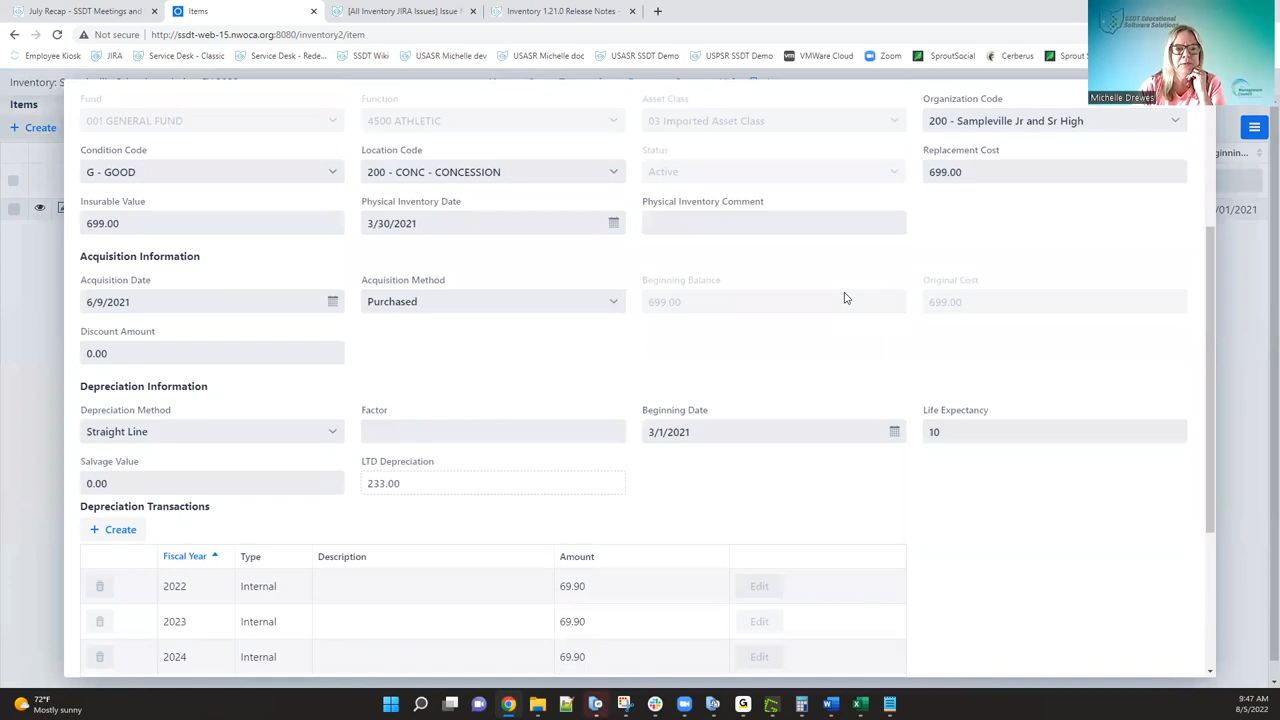 July Recap - SSDT Meetings and
Items
[All Inventory JIRA Issues] Issue
Inventory 1.21.0 Release Notes -
Not secure | http://ssdt-web-15.nwoca.org:8080/inventory2/item
Employee Kiosk
JIRA
Service Desk - Classic
Service Desk - Rede...
SSDT Wiki
USASR Michelle dev
USASR Michelle doc
USASR SSDT Demo
USPSR SSDT Demo
VMWare Cloud
Zoom
SproutSocial
Cerberus
Sprout
SSDT Educational
Software Solutions
Michelle Drewes
Items
Create
Fund
Function
Asset Class
Organization Code
001 GENERAL FUND
4500 ATHLETIC
03 Imported Asset Class
200 - Sampleville Jr and Sr High
Condition Code
Location Code
Status
Replacement Cost
ginnin...
G - GOOD
200 - CONC - CONCESSION
Active
699.00
Insurable Value
Physical Inventory Date
Physical Inventory Comment
/01/2021
699.00
3/30/2021
Acquisition Information
Acquisition Date
Acquisition Method
Beginning Balance
Original Cost
6/9/2021
Purchased
699.00
699.00
Discount Amount
0.00
Depreciation Information
Depreciation Method
Factor
Beginning Date
Life Expectancy
Straight Line
3/1/2021
10
Salvage Value
LTD Depreciation
0.00
233.00
Depreciation Transactions
Create
Fiscal Year
Type
Description
Amount
2022
Internal
69.90
Edit
2023
Internal
69.90
Edit
2024
Internal
69.90
Edit
72°F
Mostly sunny
9:47 AM
8/5/2022